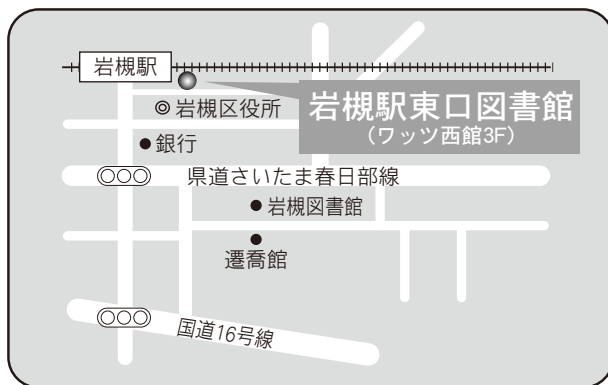 岩槻駅
岩槻駅東口図書館
(ワッツ西館3F)
◎岩槻区役所
●銀行
県道さいたま春日部線
●岩槻図書館
●
遷喬館
国道16号線